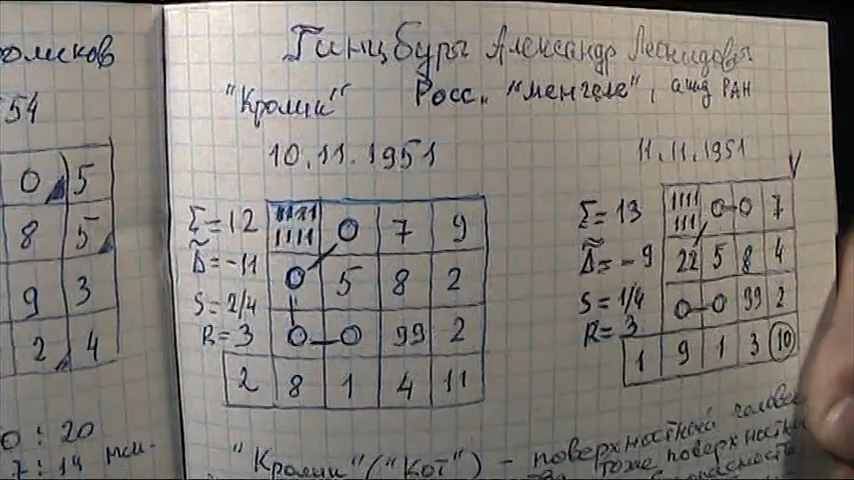 Гинцбург Александр Леонидович
"Кролик" Росс. "менгеле", акад РАН
10.11.1951
11.11.1951
Σ=12
Δ=-11
S=2/4
R=3
1111 0 7 9
1111
0 5 8 2
0 0 99 2
2 8 1 4 11
Σ=13
Δ=-9
S=1/4
R=3
1111 0 0 7
111
22 5 8 4
0 0 99 2
1 9 1 3 10
54
0 5
8 5
9 3
2 4
0:20
7:14
"Кролик" ("Кот") - поверхностный человек
тоже